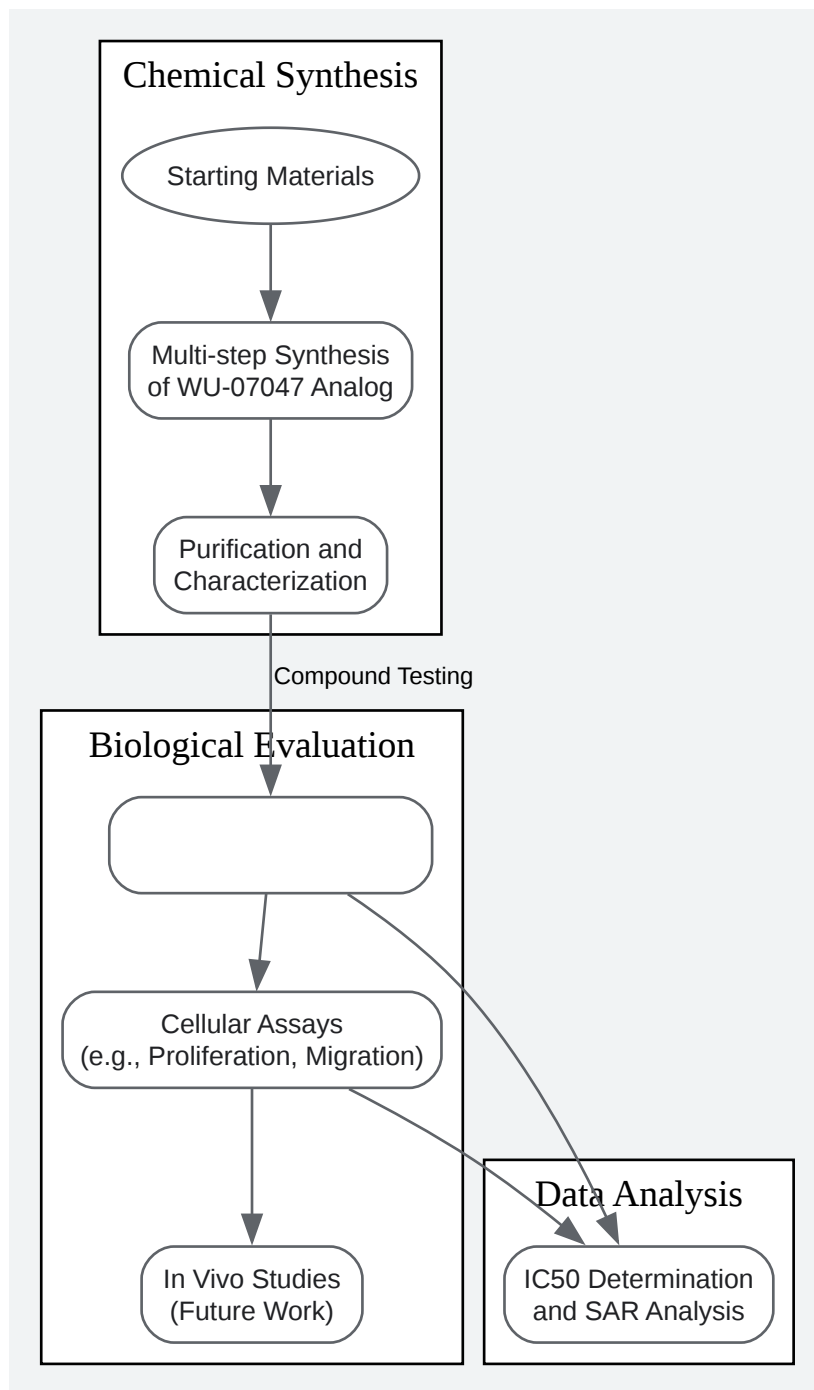 Chemical Synthesis
Starting Materials
Multi-step Synthesis
of WU-07047 Analog
Purification and
Characterization
Compound Testing
Biological Evaluation
Cellular Assays
(e.g., Proliferation, Migration)
In Vivo Studies
(Future Work)
Data Analysis
IC50 Determination
and SAR Analysis